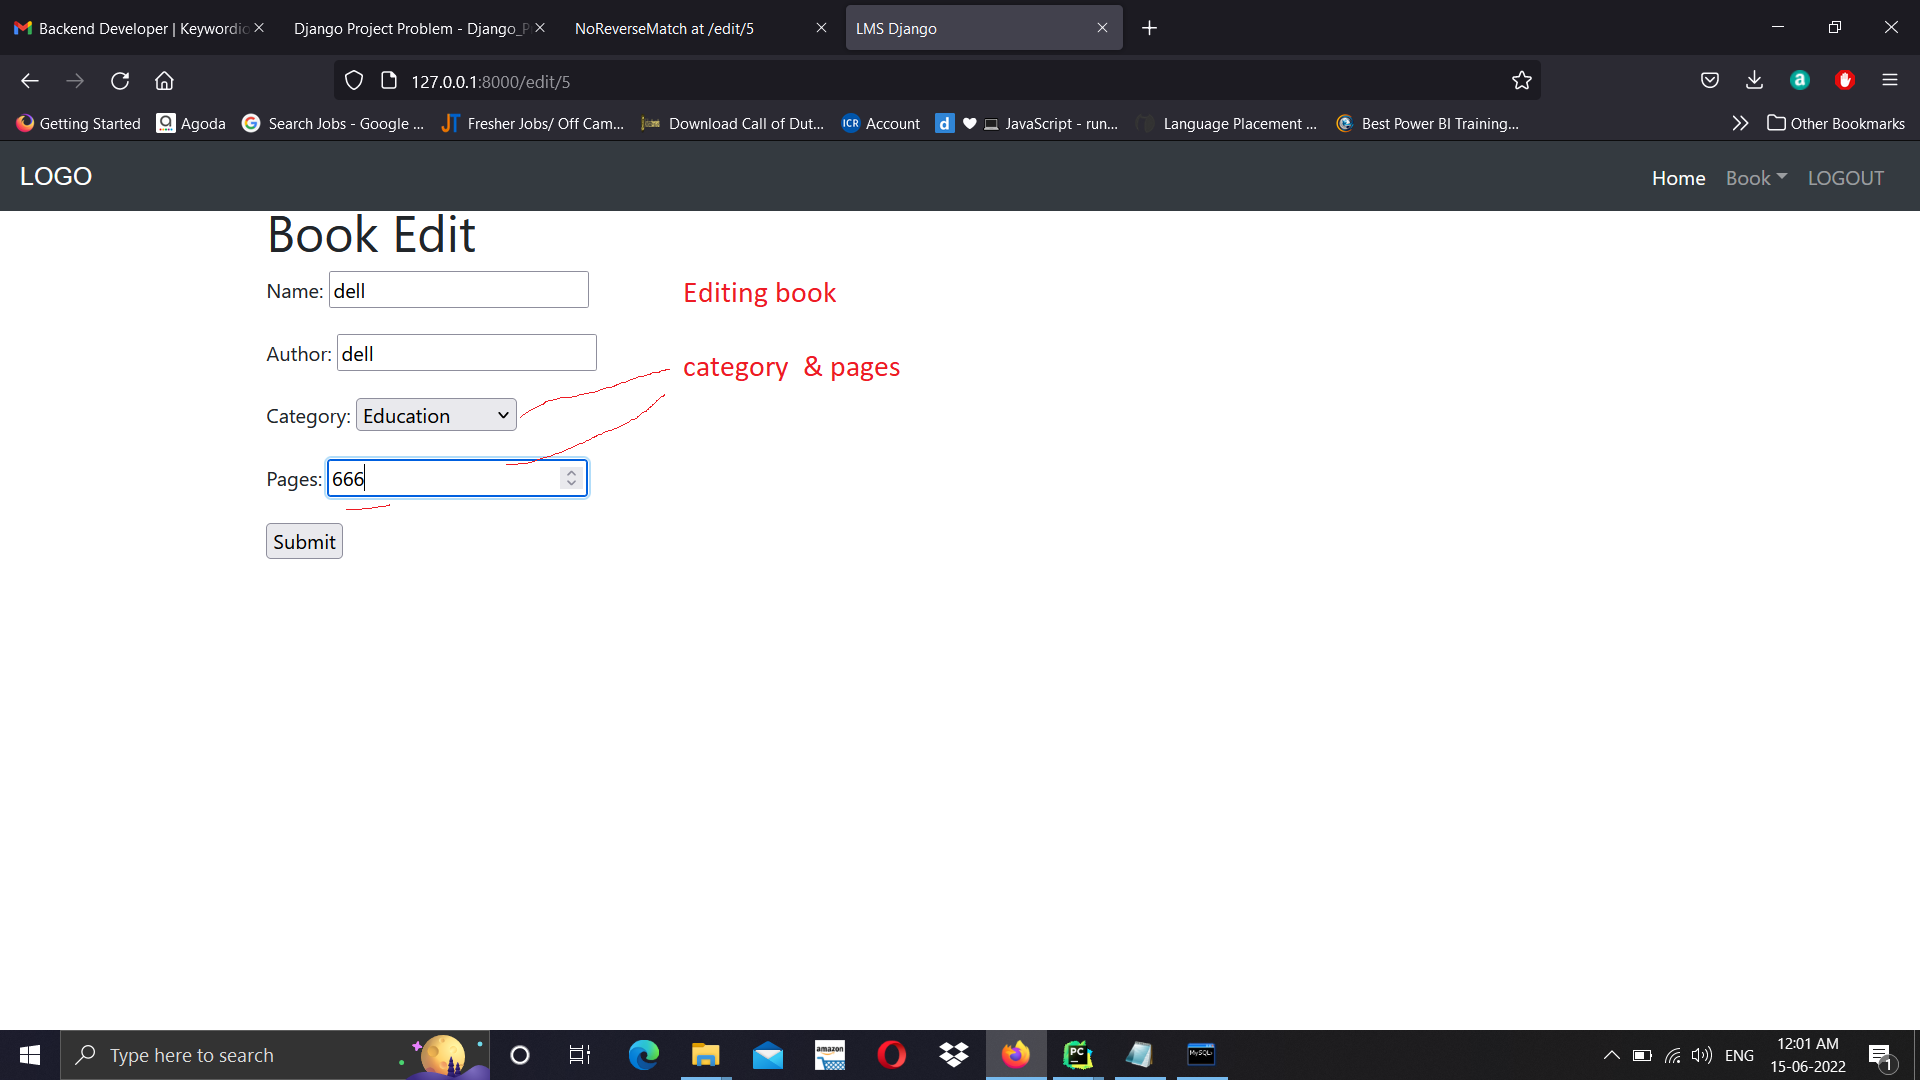 Backend Developer | Keywordio
Django Project Problem - Django_P
NoReverseMatch at /edit/5
LMS Django
127.0.0.1:8000/edit/5
Getting Started
Agoda
Search Jobs - Google ...
Fresher Jobs/ Off Cam...
Download Call of Dut...
ICR Account
d
JavaScript - run...
Language Placement ...
Best Power BI Training...
Other Bookmarks
LOGO
Home
Book
LOGOUT
Book Edit
Name: dell
Editing book
Author: dell
category & pages
Category: Education
Pages: 666
Submit
Type here to search
amazon
PC
MySQL
ENG
12:01 AM
15-06-2022
1